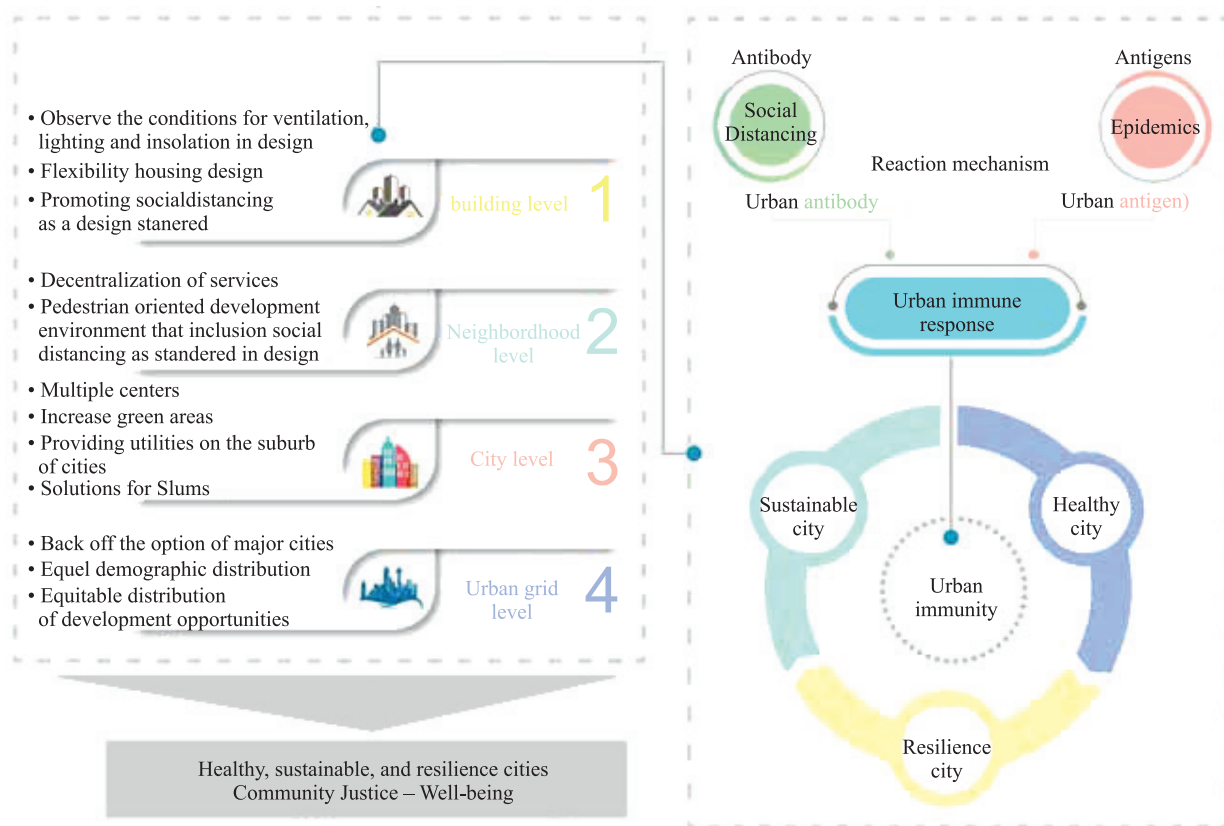 • Observe the conditions for ventilation,
lighting and insolation in design
• Flexibility housing design
• Promoting socialdistancing
as a design stanered
building level
1
• Decentralization of services
• Pedestrian oriented development
environment that inclusion social
distancing as standered in design
Neighbordhood
level
2
• Multiple centers
• Increase green areas
• Providing utilities on the suburb
of cities
• Solutions for Slums
City level
3
• Back off the option of major cities
• Equel demographic distribution
• Equitable distribution
of development opportunities
Urban grid
level
4
Healthy, sustainable, and resilience cities
Community Justice – Well-being
Antibody
Social
Distancing
Antigens
Epidemics
Reaction mechanism
Urban antibody
Urban antigen)
Urban immune
response
Sustainable
city
Healthy
city
Urban
immunity
Resilience
city